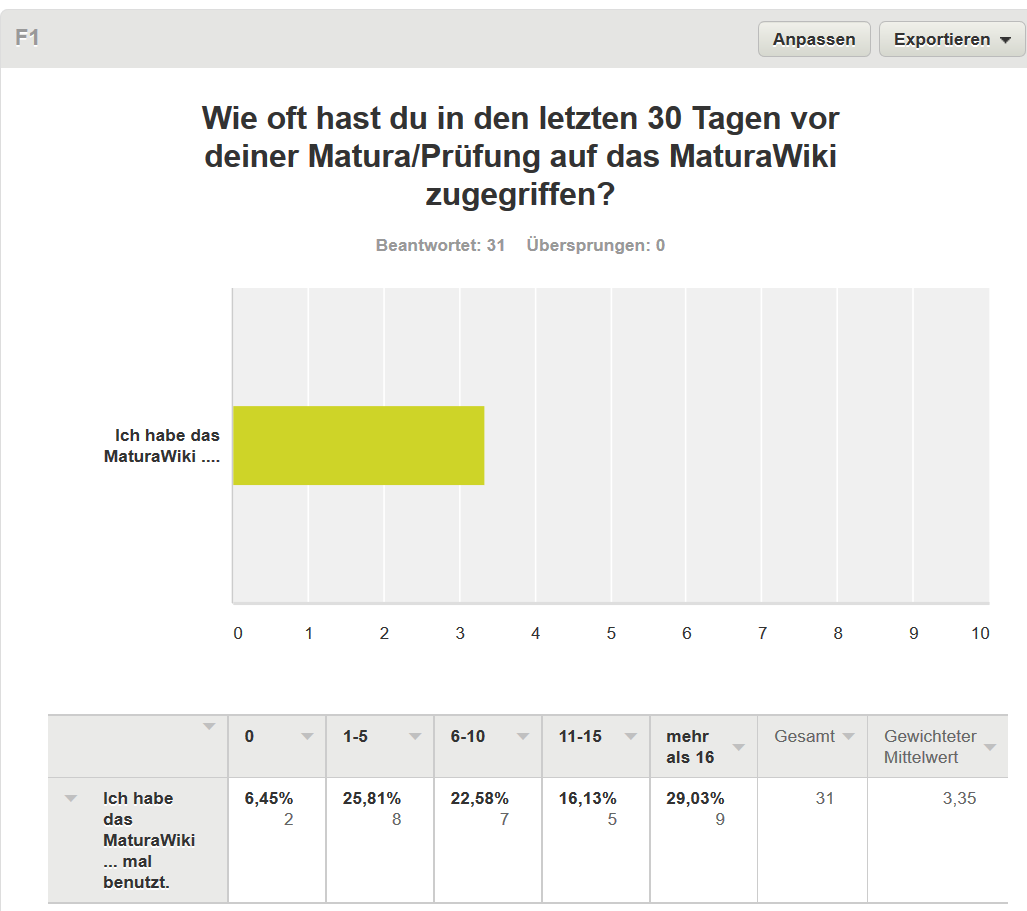 F1
Anpassen
Exportieren
Wie oft hast du in den letzten 30 Tagen vor
deiner Matura/Prüfung auf das MaturaWiki
zugegriffen?
Beantwortet: 31 Übersprungen: 0
Ich habe das
MaturaWiki ....
0 1 2 3 4 5 6 7 8 9 10
0 1-5 6-10 11-15 mehr als 16 Gesamt Gewichteter Mittelwert
Ich habe 6,45% 25,81% 22,58% 16,13% 29,03% 31 3,35
das 2 8 7 5 9
MaturaWiki
... mal
benutzt.